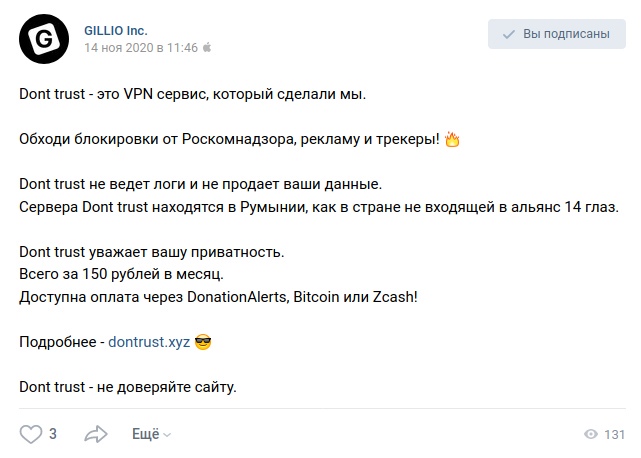 GILLIO Inc.
14 ноя 2020 в 11:46
Вы подписаны
Dont trust - это VPN сервис, который сделали мы.
Обходи блокировки от Роскомнадзора, рекламу и трекеры! 🔥
Dont trust не ведет логи и не продает ваши данные.
Сервера Dont trust находятся в Румынии, как в стране не входящей в альянс 14 глаз.
Dont trust уважает вашу приватность.
Всего за 150 рублей в месяц.
Доступна оплата через DonationAlerts, Bitcoin или Zcash!
Подробнее - dontrust.xyz 😎
Dont trust - не доверяйте сайту.
3
Ещё
131